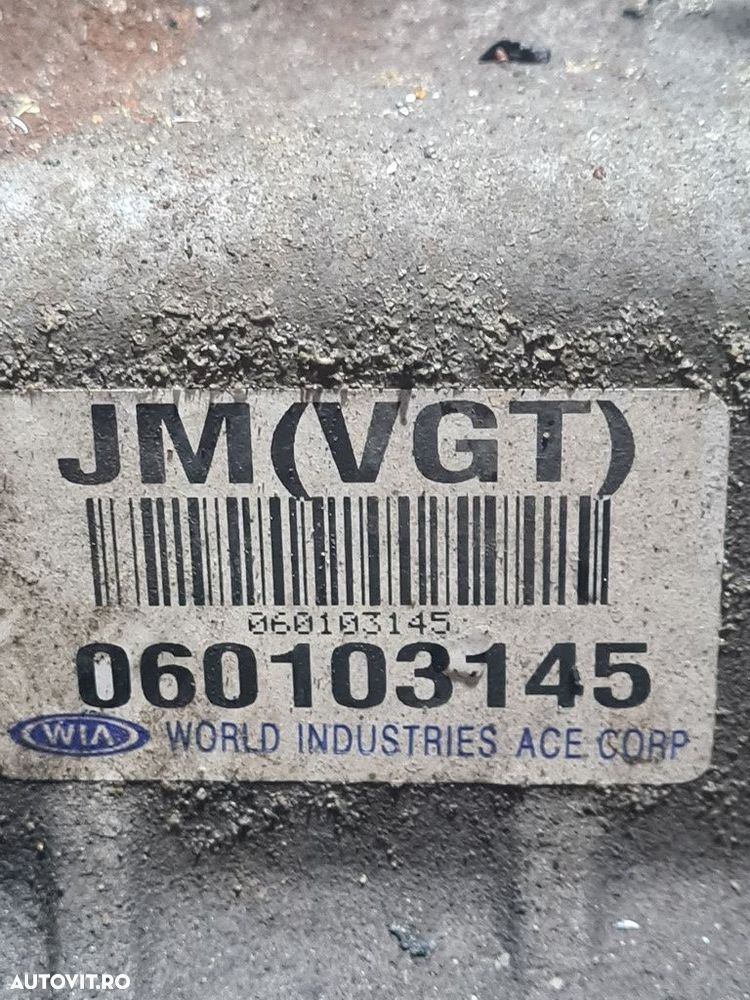 JM(VGT)
060103145
060103145
WIA WORLD INDUSTRIES ACE CORP
AUTOVIT.RO